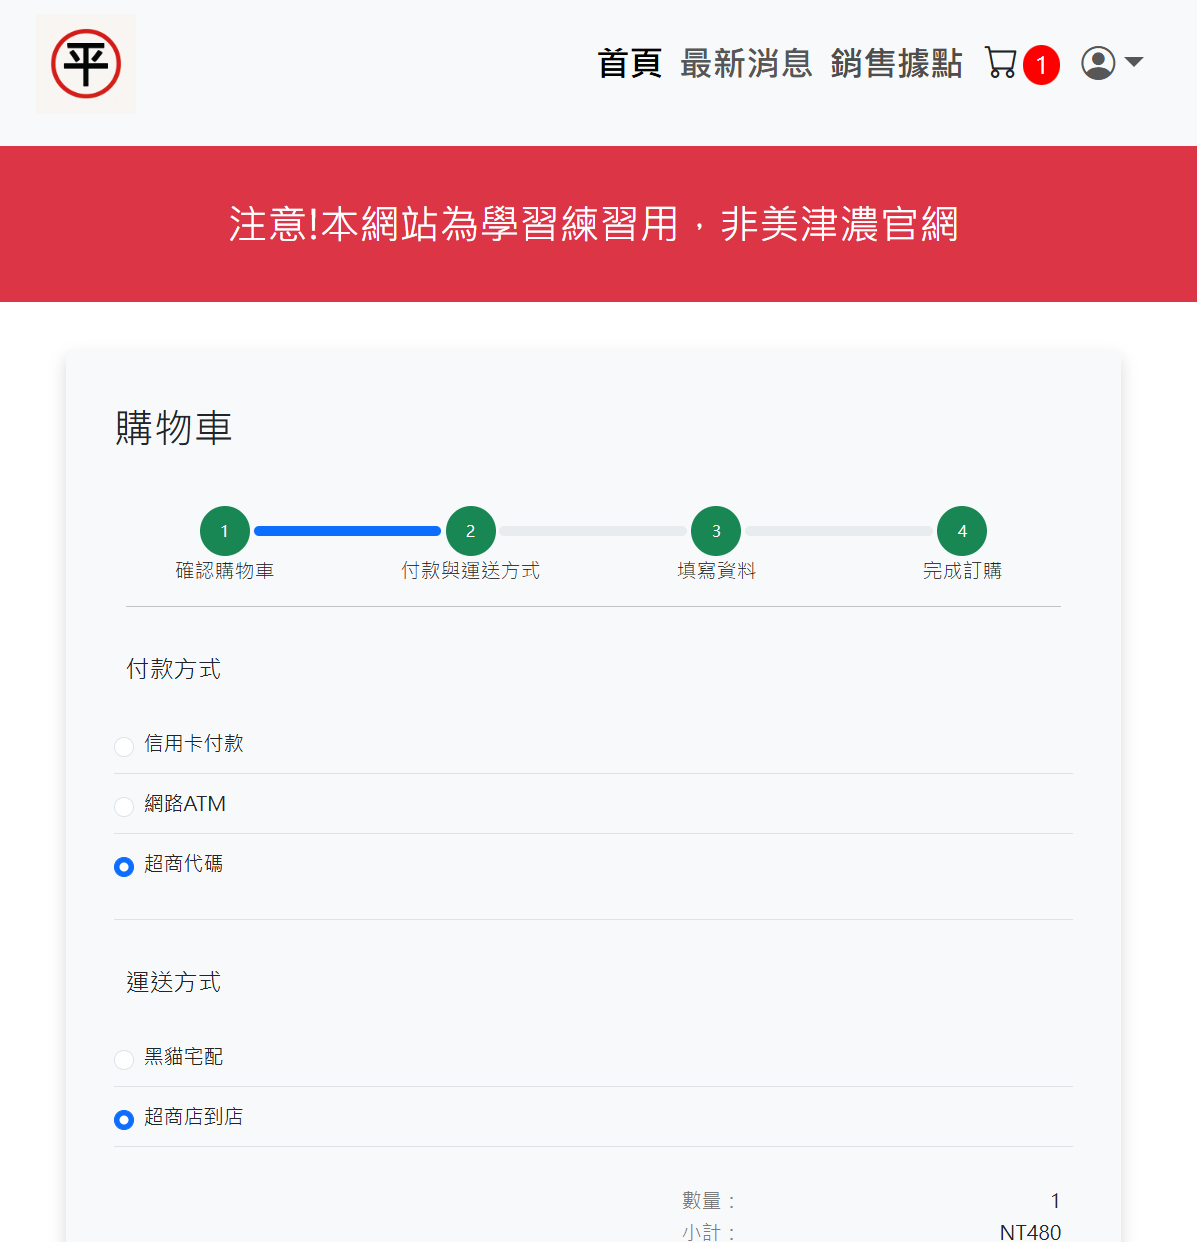 平
首頁 最新消息 銷售據點 1
注意!本網站為學習練習用，非美津濃官網
購物車
1 2 3 4
確認購物車 付款與運送方式 填寫資料 完成訂購
付款方式
信用卡付款
網路ATM
超商代碼
運送方式
黑貓宅配
超商店到店
數量： 1
小計： NT480